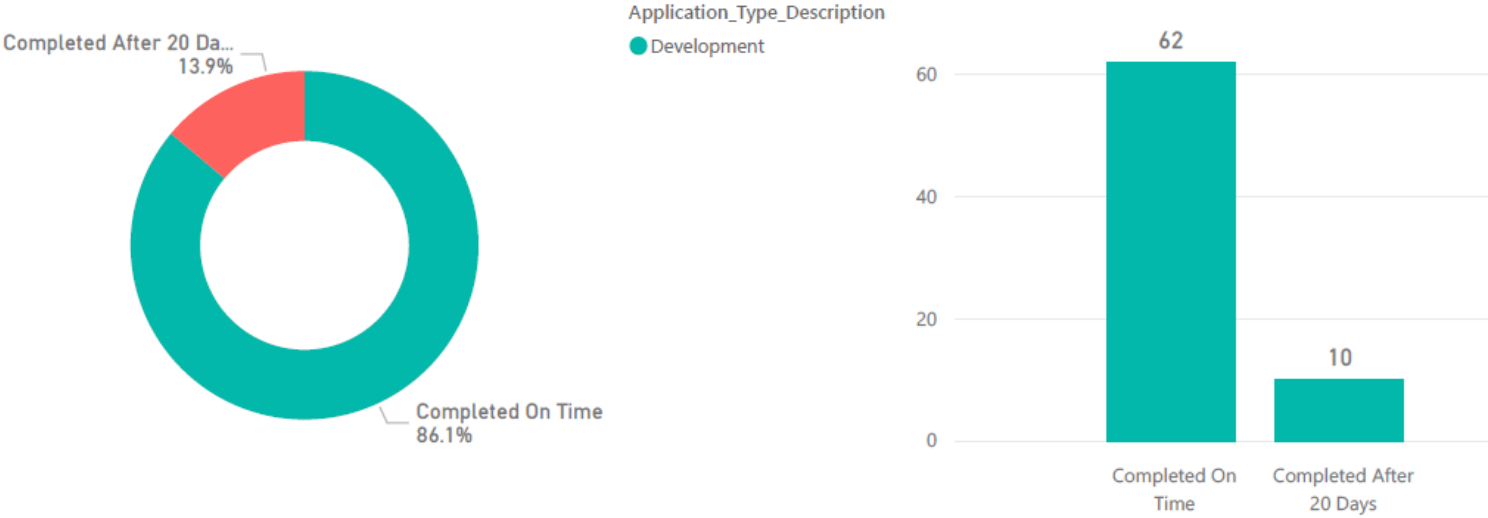 Completed After 20 Da...
13.9%
Completed On Time
86.1%
Application_Type_Description
Development
62
10
60
40
20
0
Completed On
Time
Completed After
20 Days